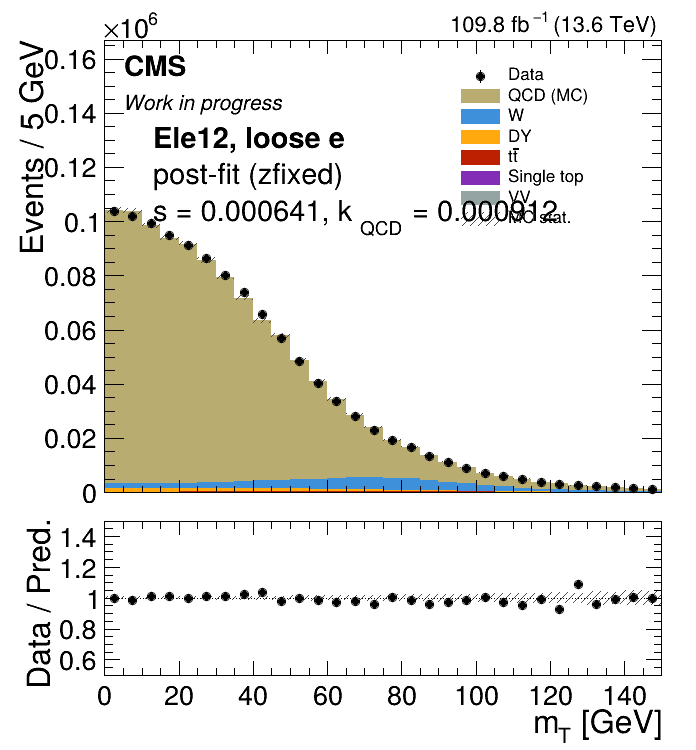 ×10⁶
109.8 fb⁻¹ (13.6 TeV)
Events / 5 GeV
0.16
0.14
0.12
0.1
0.08
0.06
0.04
0.02
0
CMS
Work in progress
Ele12, loose e
post-fit (zfixed)
s = 0.000641, k QCD = 0.000912
Data
QCD (MC)
W
DY
tt̄
Single top
VV
MC stat.
Data / Pred.
1.4
1.2
1
0.8
0.6
0 20 40 60 80 100 120 140
m_T [GeV]